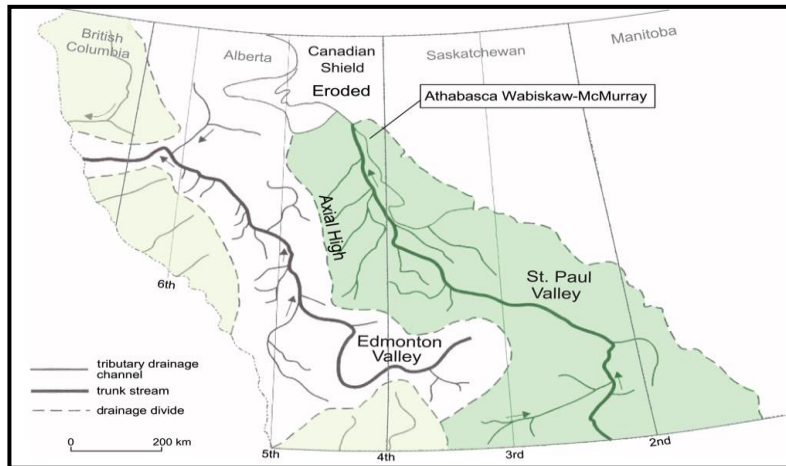 British
Columbia
Alberta
Canadian
Shield
Eroded
Saskatchewan
Manitoba
Athabasca Wabiskaw-McMurray
Axial High
St. Paul
Valley
6th
Edmonton
Valley
tributary drainage
channel
trunk stream
drainage divide
0
200 km
5th
4th
3rd
2nd